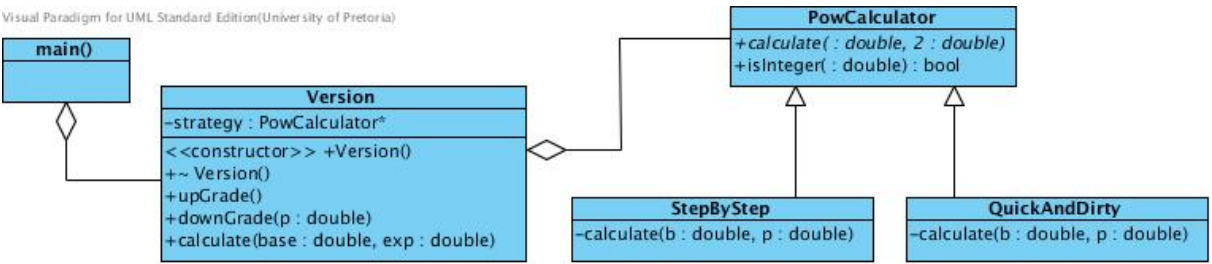 Visual Paradigm for UML Standard Edition(University of Pretoria)
main()
Version
-strategy : PowCalculator*
<<constructor>> +Version()
+~ Version()
+upGrade()
+downGrade(p : double)
+calculate(base : double, exp : double)
PowCalculator
+calculate( : double, 2 : double)
+isInteger( : double) : bool
StepByStep
-calculate(b : double, p : double)
QuickAndDirty
-calculate(b : double, p : double)